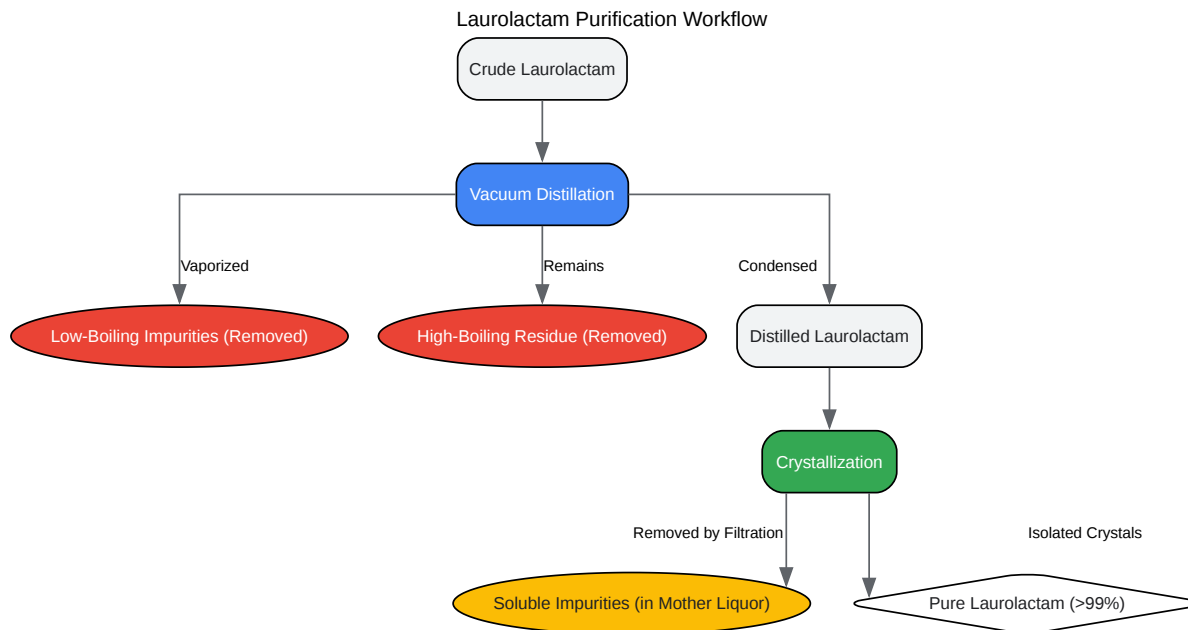 Laurolactam Purification Workflow
Crude Laurolactam
Vacuum Distillation
Vaporized
Remains
Condensed
Low-Boiling Impurities (Removed)
High-Boiling Residue (Removed)
Distilled Laurolactam
Crystallization
Removed by Filtration
Isolated Crystals
Soluble Impurities (in Mother Liquor)
Pure Laurolactam (>99%)